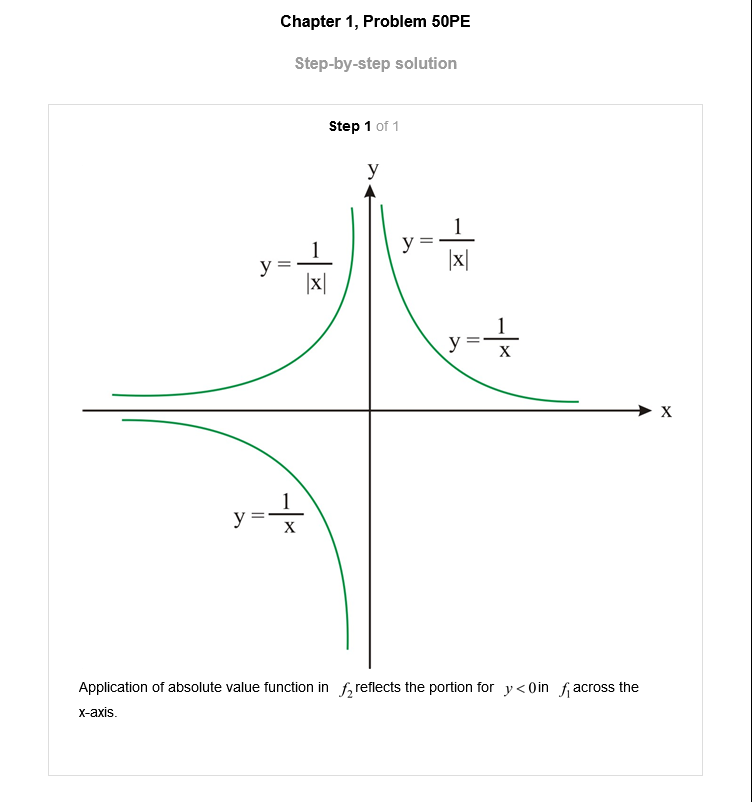 Chapter 1, Problem 50PE
Step-by-step solution
Step 1 of 1
y
y = 1/|x|
y = 1/|x|
y = 1/x
x
y = 1/x
Application of absolute value function in f₂ reflects the portion for y < 0 in f₁ across the
x-axis.